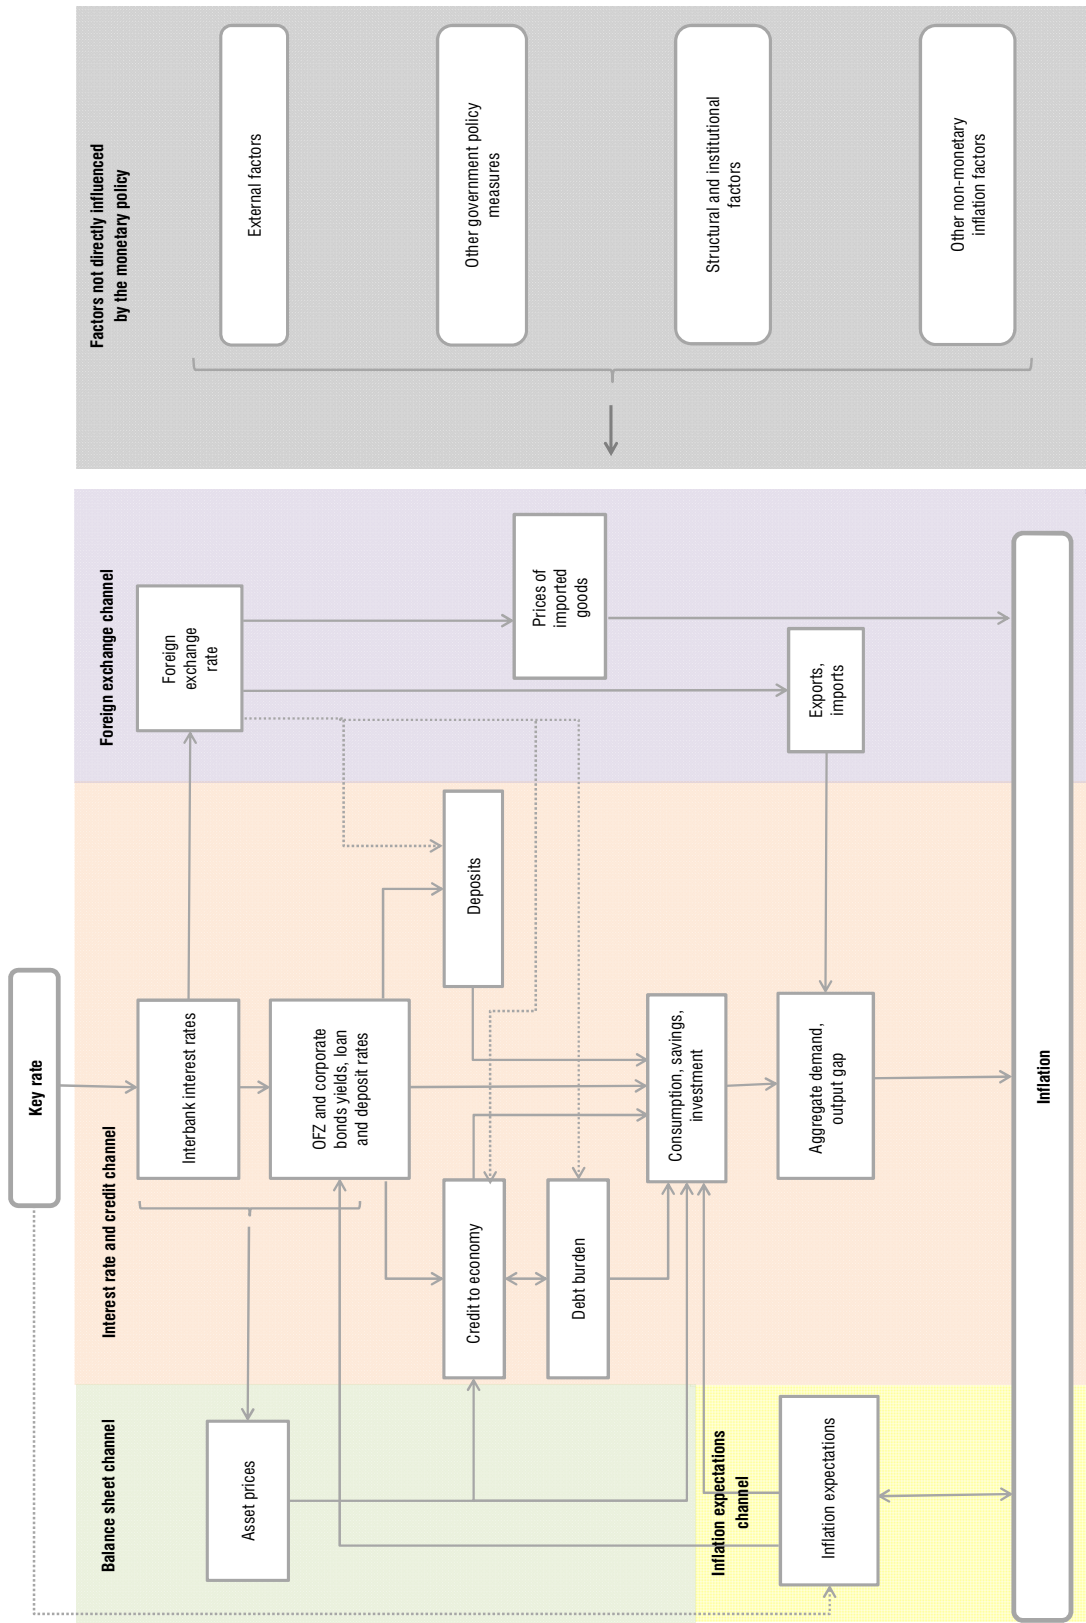 Key rate
Balance sheet channel
Interest rate and credit channel
Foreign exchange channel
Factors not directly influenced
by the monetary policy
Asset prices
Interbank interest rates
Foreign
exchange
rate
External factors
OFZ and corporate
bonds yields, loan
and deposit rates
Credit to economy
Deposits
Prices of
imported
goods
Other government policy
measures
Debt burden
Consumption, savings,
investment
Structural and institutional
factors
Inflation expectations
channel
Inflation expectations
Aggregate demand,
output gap
Exports,
imports
Other non-monetary
inflation factors
Inflation